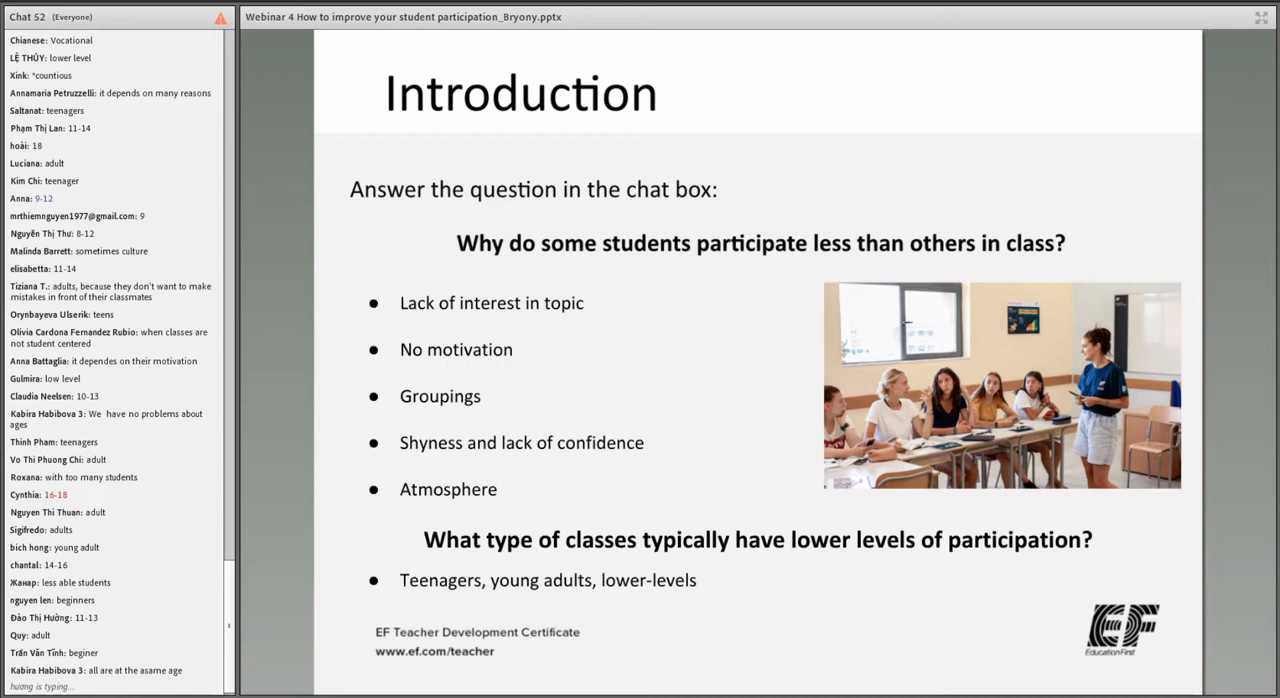 Chat 52 (Everyone)
Chianese: Vocational
LỆ THỦY: lower level
Xink: *countious
Annamaria Petruzzelli: it depends on many reasons
Saltanat: teenagers
Phạm Thị Lan: 11-14
hoài: 18
Luciana: adult
Kim Chi: teenager
Anna: 9-12
mrthiemnguyen1977@gmail.com: 9
Nguyễn Thị Thu: 8-12
Malinda Barrett: sometimes culture
elisabetta: 11-14
Tiziana T.: adults, because they don't want to make
mistakes in front of their classmates
Orynbayeva Ulserik: teens
Olivia Cardona Fernandez Rubio: when classes are
not student centered
Anna Battaglia: it dependes on their motivation
Gulmira: low level
Claudia Neelsen: 10-13
Kabira Habibova 3: We have no problems about
ages
Thinh Pham: teenagers
Vo Thi Phuong Chi: adult
Roxana: with too many students
Cynthia: 16-18
Nguyen Thi Thuan: adult
Sigifredo: adults
bich hong: young adult
chantal: 14-16
Жанар: less able students
nguyen len: beginners
Đào Thị Hường: 11-13
Quy: adult
Trần Văn Tĩnh: beginer
Kabira Habibova 3: all are at the asame age
huong is typing...
Webinar 4 How to improve your student participation_Bryony.pptx
Introduction
Answer the question in the chat box:
Why do some students participate less than others in class?
● Lack of interest in topic
● No motivation
● Groupings
● Shyness and lack of confidence
● Atmosphere
What type of classes typically have lower levels of participation?
● Teenagers, young adults, lower-levels
EF Teacher Development Certificate
www.ef.com/teacher
EF
Education First